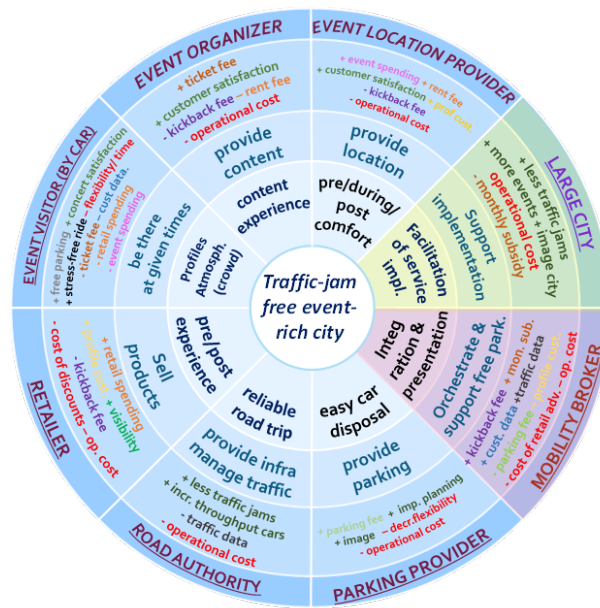 Traffic-jam
free event-
rich city
EVENT ORGANIZER
+ ticket fee
+ customer satisfaction
- kickback fee – rent fee
- operational cost
provide
content
content
experience
EVENT LOCATION PROVIDER
+ event spending + rent fee
+ customer satisfaction + prof cust.
- kickback fee
- operational cost
provide
location
pre/during/
post
comfort
LARGE CITY
+ less traffic jams
+ more events + image city
operational cost
- monthly subsidy
Support
implementation
Facilitation
of service
impl.
MOBILITY BROKER
+ kickback fee + mon. sub.
+ cust. data +traffic data
- parking fee - profile cust.
- cost of retail adv. – op. cost
Orchestrate &
support free park.
Integ
ration &
presentation
PARKING PROVIDER
+ parking fee + imp. planning
+ image – decr.flexibility
- operational cost
provide
parking
easy car
disposal
ROAD AUTHORITY
+ less traffic jams
+ incr. throughput cars
- traffic data
- operational cost
provide infra
manage traffic
reliable
road trip
RETAILER
+ retail spending
+ profile cust + visibility
- kickback fee
- cost of discounts – op. cost
Sell
products
pre/post
experience
EVENT VISITOR (BY CAR)
+ free parking + concert satisfaction
+ stress-free ride – flexibility/ time
- ticket fee – cust data.
- retail spending
- event spending
be there
at given times
Profiles
Atmosph.
(crowd)